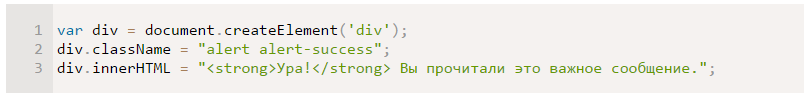 1 var div = document.createElement('div');
2 div.className = "alert alert-success";
3 div.innerHTML = "<strong>Ура!</strong> Вы прочитали это важное сообщение.";